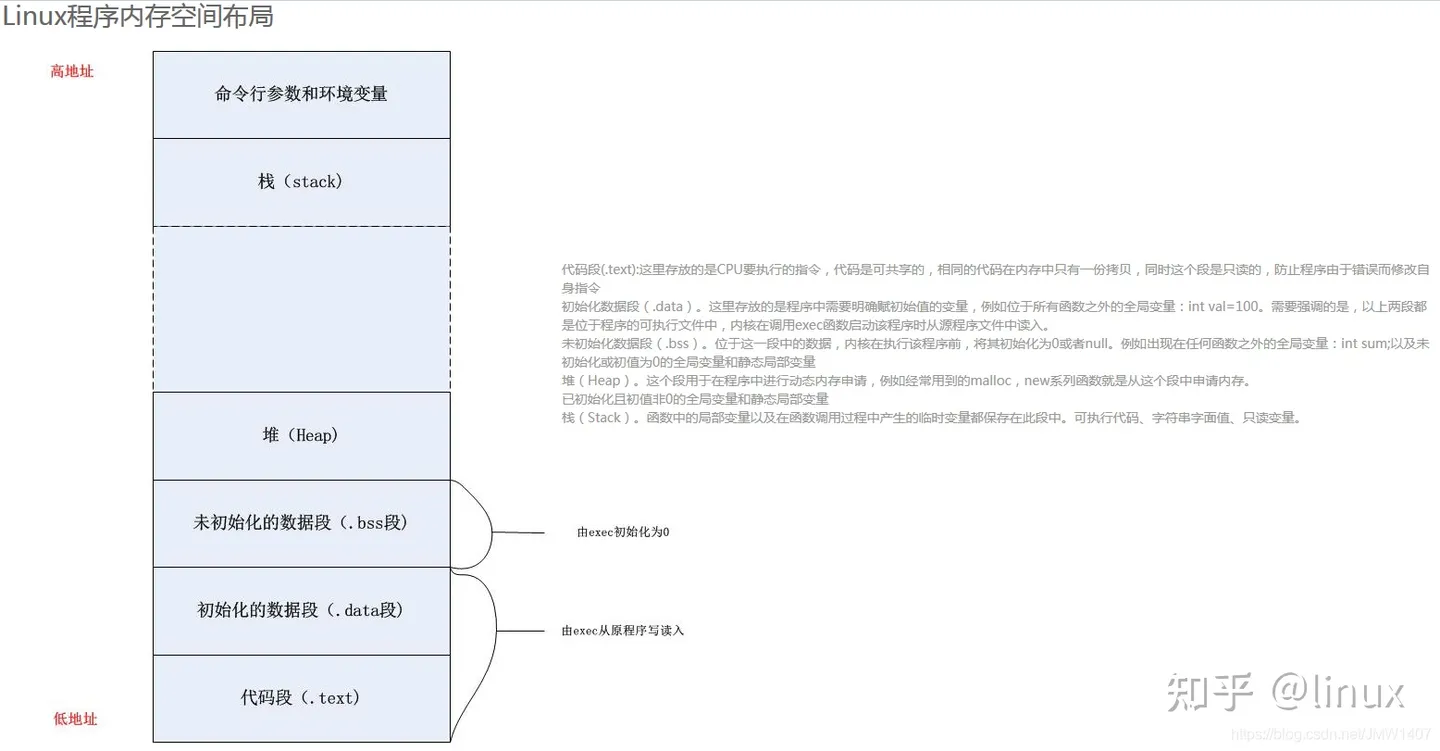 Linux程序内存空间布局
高地址
命令行参数和环境变量
栈（stack）
代码段(.text):这里存放的是CPU要执行的指令，代码是可共享的，相同的代码在内存中只有一份拷贝，同时这个段是只读的，防止程序由于错误而修改自
身指令
初始化数据段（.data）。这里存放的是程序中需要明确赋初始值的变量，例如位于所有函数之外的全局变量：int val=100。需要强调的是，以上两段都
是位于程序的可执行文件中，内核在调用exec函数启动该程序时从源程序文件中读入。
未初始化数据段（.bss）。位于这一段中的数据，内核在执行该程序前，将其初始化为0或者null。例如出现在任何函数之外的全局变量：int sum;以及未
初始化或初值为0的全局变量和静态局部变量
堆（Heap）。这个段用于在程序中进行动态内存申请，例如经常用到的malloc，new系列函数就是从这个段中申请内存。
已初始化且初值非0的全局变量和静态局部变量
栈（Stack）。函数中的局部变量以及在函数调用过程中产生的临时变量都保存在此段中。可执行代码、字符串字面值、只读变量。
堆（Heap）
未初始化的数据段（.bss段）
由exec初始化为0
初始化的数据段（.data段）
由exec从原程序写读入
代码段（.text）
低地址
知乎 @linux
https://blog.csdn.net/JMW1407